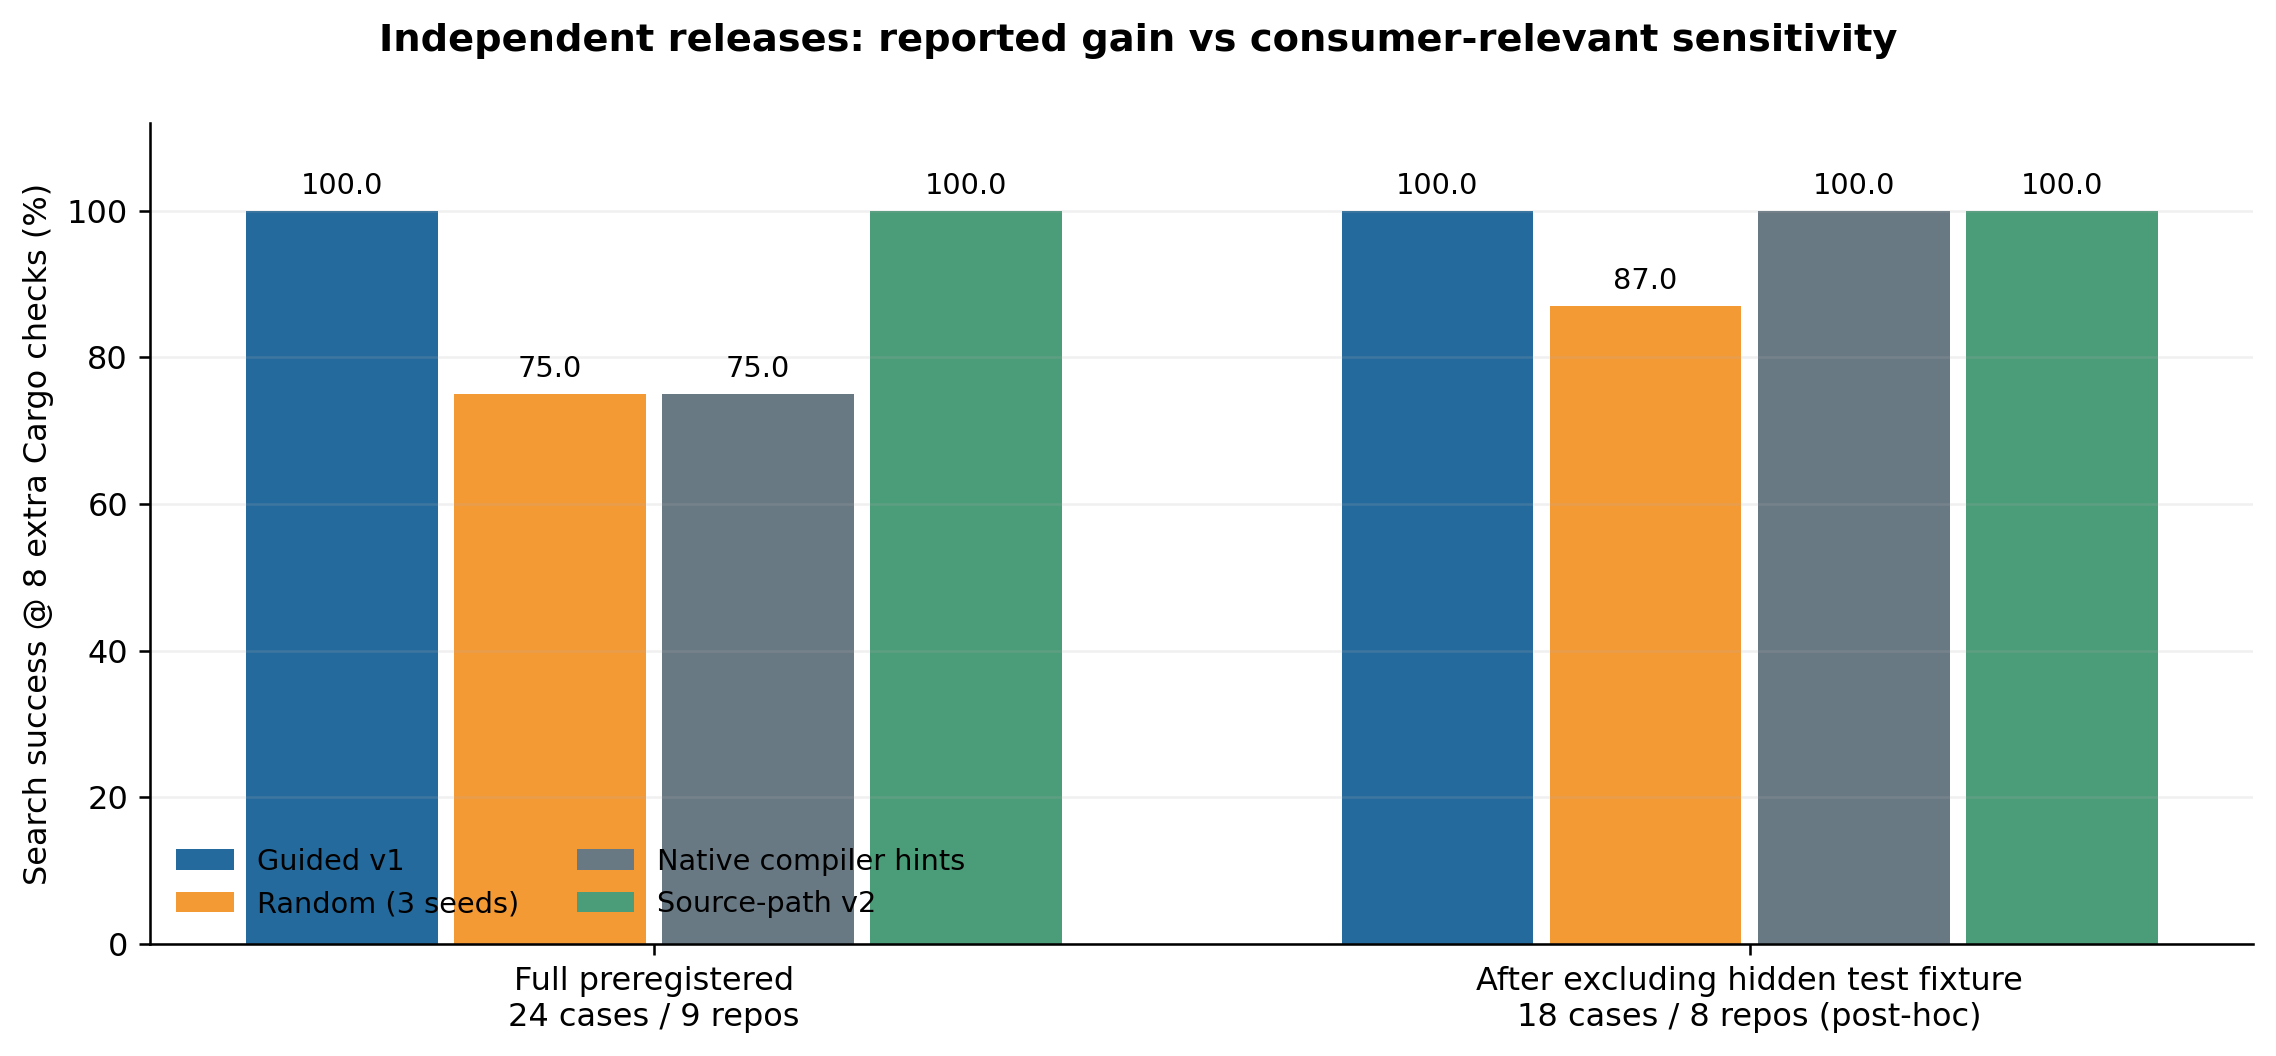 Independent releases: reported gain vs consumer-relevant sensitivity
Search success @ 8 extra Cargo checks (%)
100
80
60
40
20
0
100.0
75.0
75.0
100.0
100.0
87.0
100.0
100.0
Guided v1
Random (3 seeds)
Native compiler hints
Source-path v2
Full preregistered
24 cases / 9 repos
After excluding hidden test fixture
18 cases / 8 repos (post-hoc)